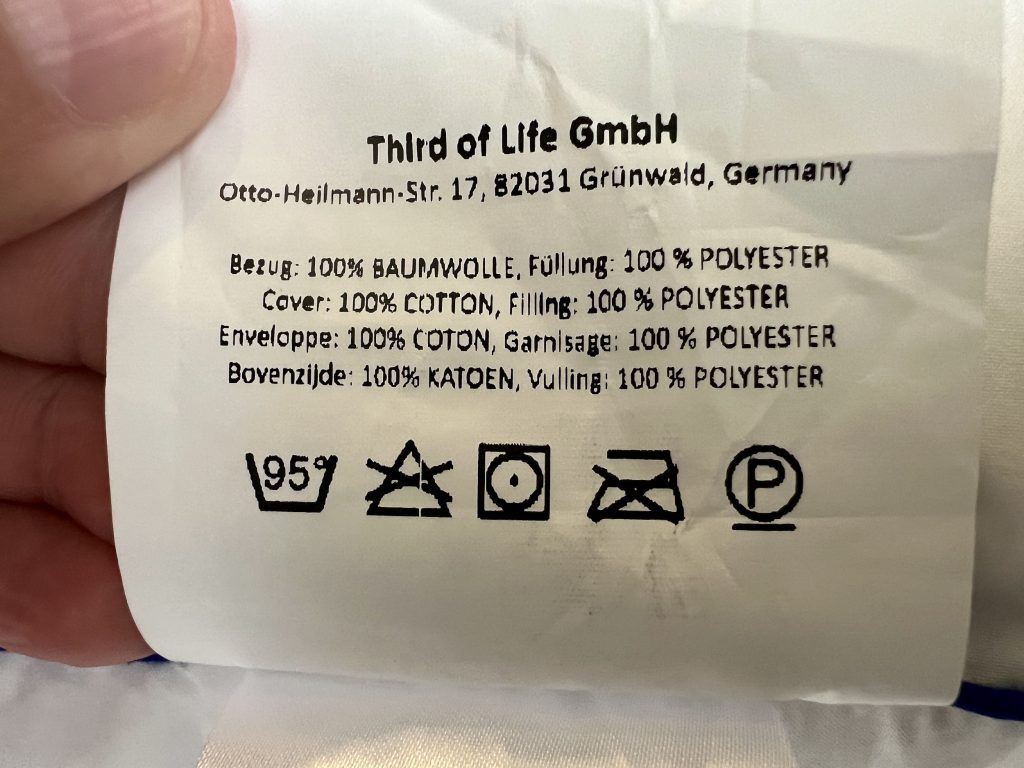 Third of Life GmbH
Otto-Heilmann-Str. 17, 82031 Grünwald, Germany
Bezug: 100% BAUMWOLLE, Füllung: 100 % POLYESTER
Cover: 100% COTTON, Filling: 100 % POLYESTER
Enveloppe: 100% COTON, Garnisage: 100 % POLYESTER
Bovenzijde: 100% KATOEN, Vulling: 100 % POLYESTER
95° P